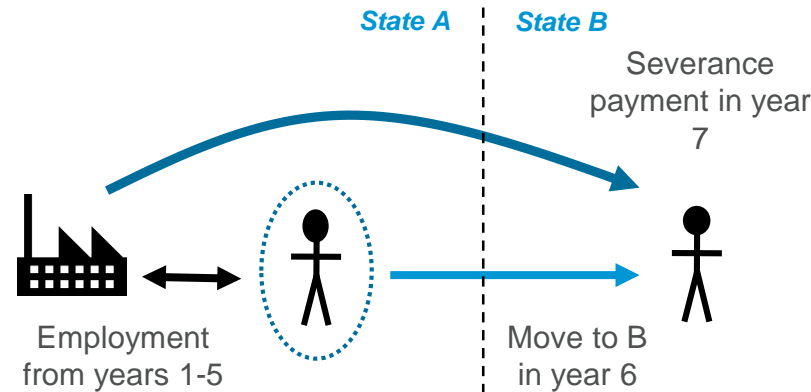 State A
State B
Severance
payment in year
7
Employment
from years 1-5
Move to B
in year 6